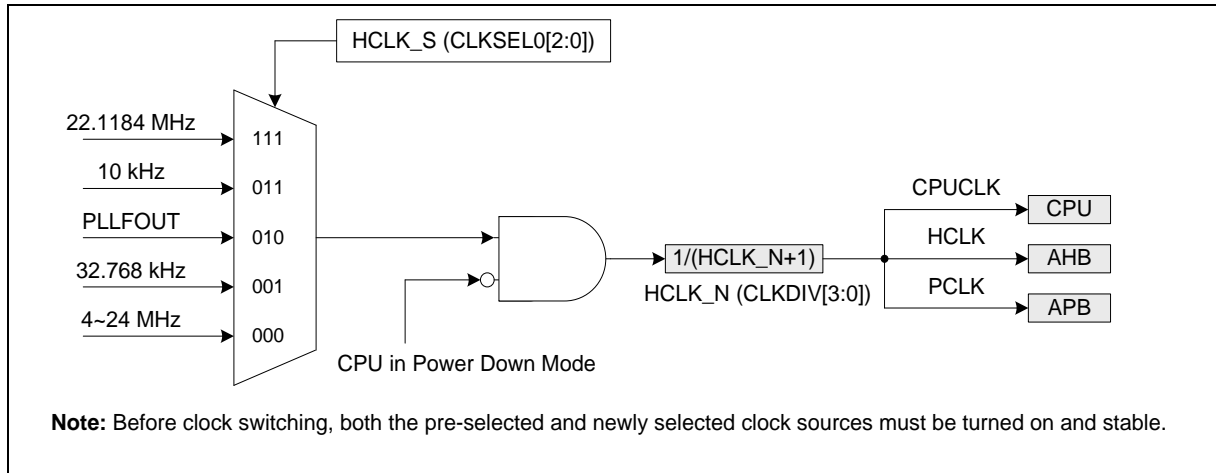 HCLK_S (CLKSEL0[2:0])
22.1184 MHz
111
10 kHz
011
PLLFOUT
010
32.768 kHz
001
4~24 MHz
000
CPU in Power Down Mode
1/(HCLK_N+1)
HCLK_N (CLKDIV[3:0])
CPUCLK
CPU
HCLK
AHB
PCLK
APB
Note: Before clock switching, both the pre-selected and newly selected clock sources must be turned on and stable.